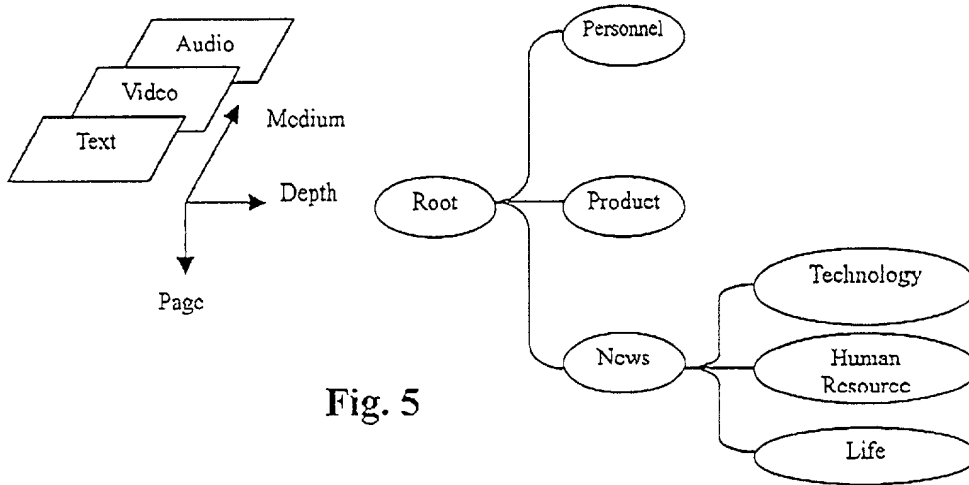 Audio
Video
Text
Medium
Depth
Page
Root
Personnel
Product
News
Technology
Human
Resource
Life
Fig. 5